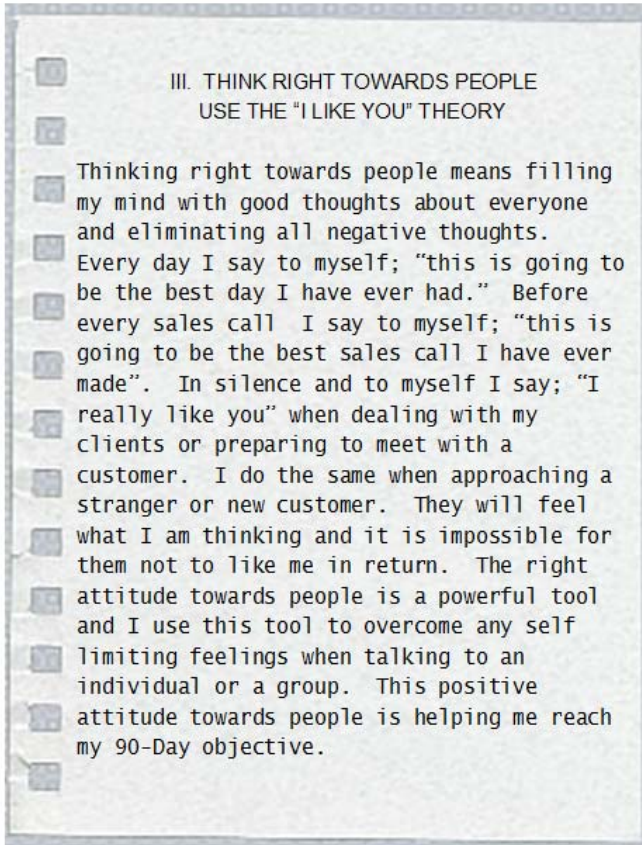 III. THINK RIGHT TOWARDS PEOPLE
USE THE “I LIKE YOU” THEORY
Thinking right towards people means filling
my mind with good thoughts about everyone
and eliminating all negative thoughts.
Every day I say to myself; “this is going to
be the best day I have ever had.” Before
every sales call I say to myself; “this is
going to be the best sales call I have ever
made”. In silence and to myself I say; “I
really like you” when dealing with my
clients or preparing to meet with a
customer. I do the same when approaching a
stranger or new customer. They will feel
what I am thinking and it is impossible for
them not to like me in return. The right
attitude towards people is a powerful tool
and I use this tool to overcome any self
limiting feelings when talking to an
individual or a group. This positive
attitude towards people is helping me reach
my 90-Day objective.